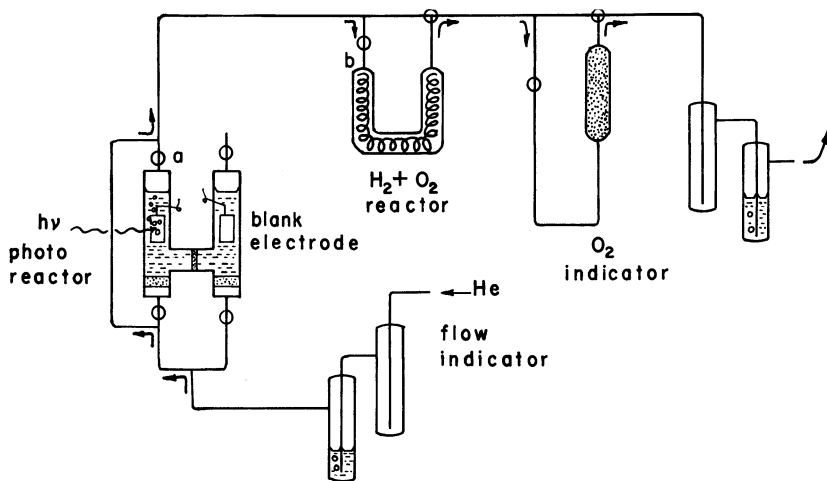 b
H₂+ O₂
reactor
O₂
indicator
a
hν
photo
reactor
blank
electrode
He
flow
indicator